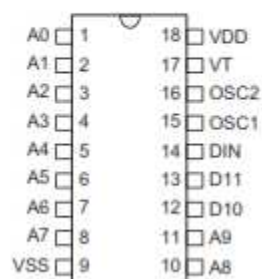 A0 1 18 VDD
A1 2 17 VT
A2 3 16 OSC2
A3 4 15 OSC1
A4 5 14 DIN
A5 6 13 D11
A6 7 12 D10
A7 8 11 A9
VSS 9 10 A8